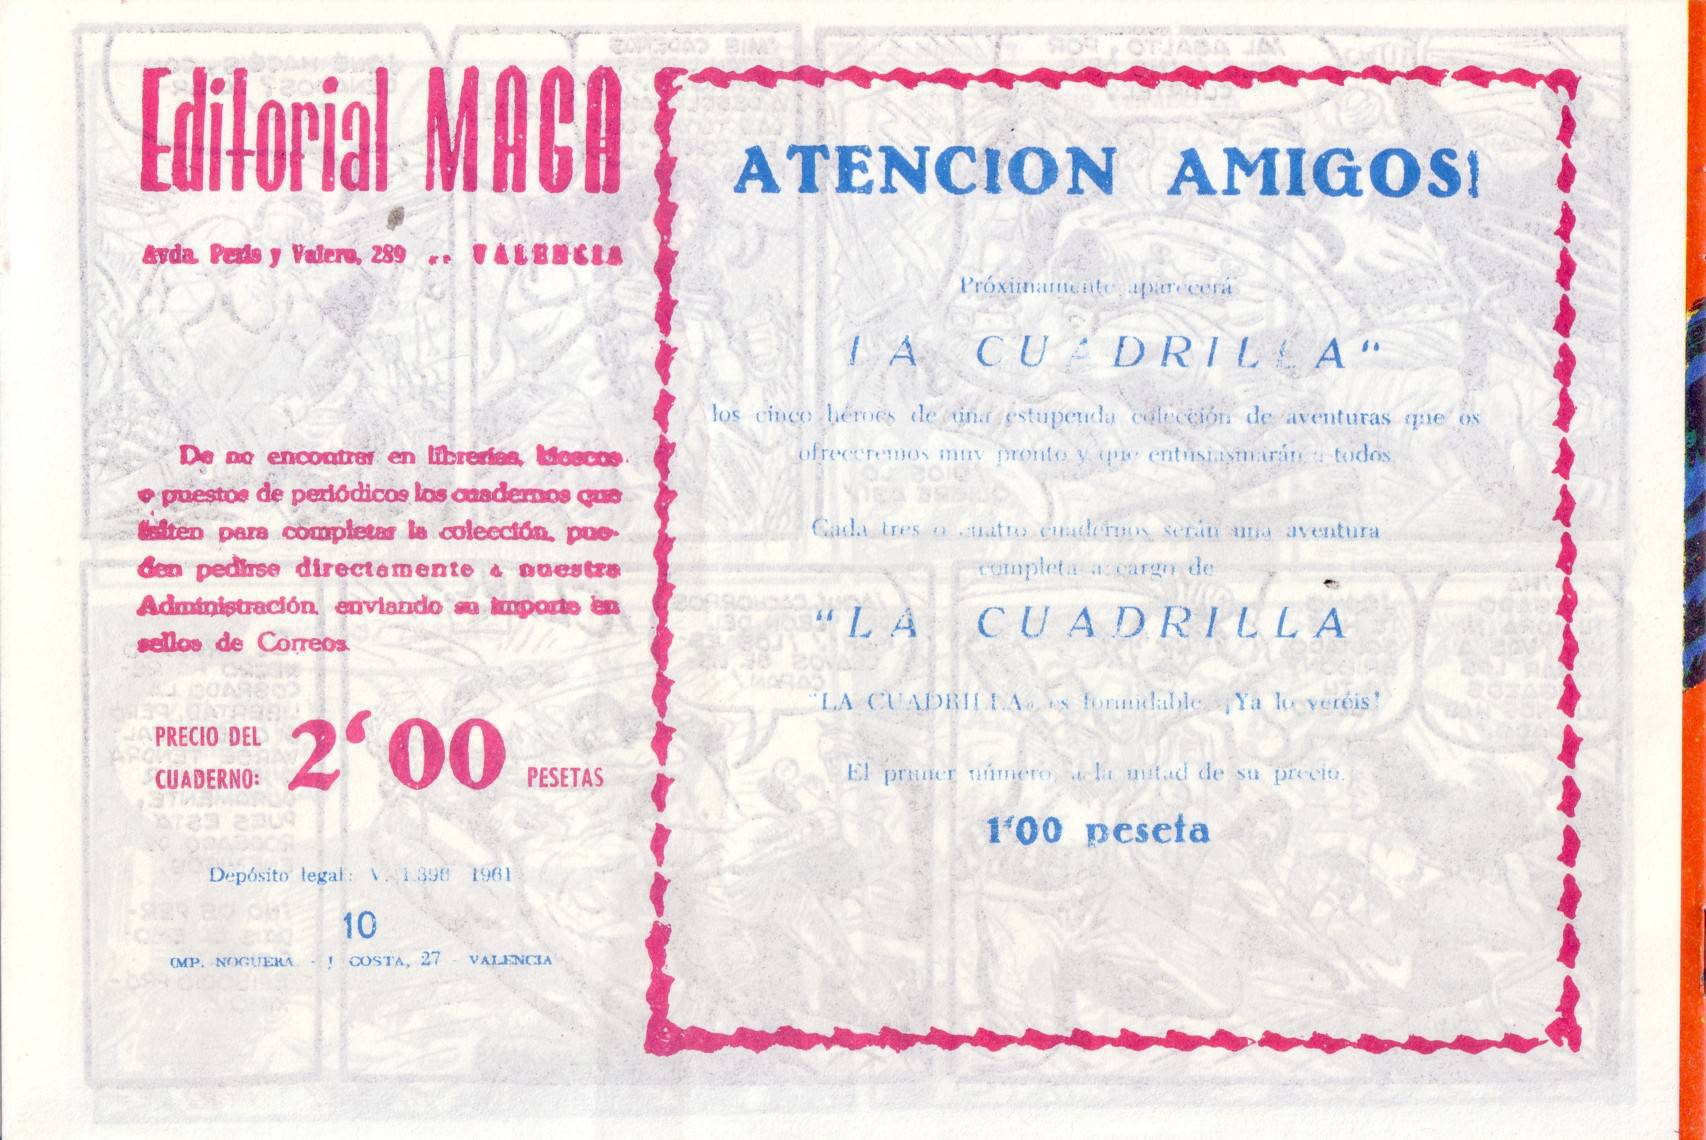 Editorial MAGA
Avda. Peris y Valero, 289 .. VALENCIA
De no encontrar en librerías, kioscos
o puestos de periódicos los cuadernos que
falten para completar la colección, pue-
den pedirse directamente a nuestra
Administración, enviando su importe en
sellos de Correos.
PRECIO DEL
CUADERNO: 2'00 PESETAS
Depósito legal: V. 1.396 1961
10
IMP. NOGUERA. - J. COSTA, 27 - VALENCIA
ATENCION AMIGOS!
Próximamente aparecerá
LA CUADRILLA"
los cinco héroes de una estupenda colección de aventuras que os
ofreceremos muy pronto y que entusiasmarán a todos.
Cada tres o cuatro cuadernos serán una aventura
completa a cargo de
"LA CUADRILLA
"LA CUADRILLA» es formidable. ¡Ya lo veréis!
El primer número, a la mitad de su precio.
1'00 peseta